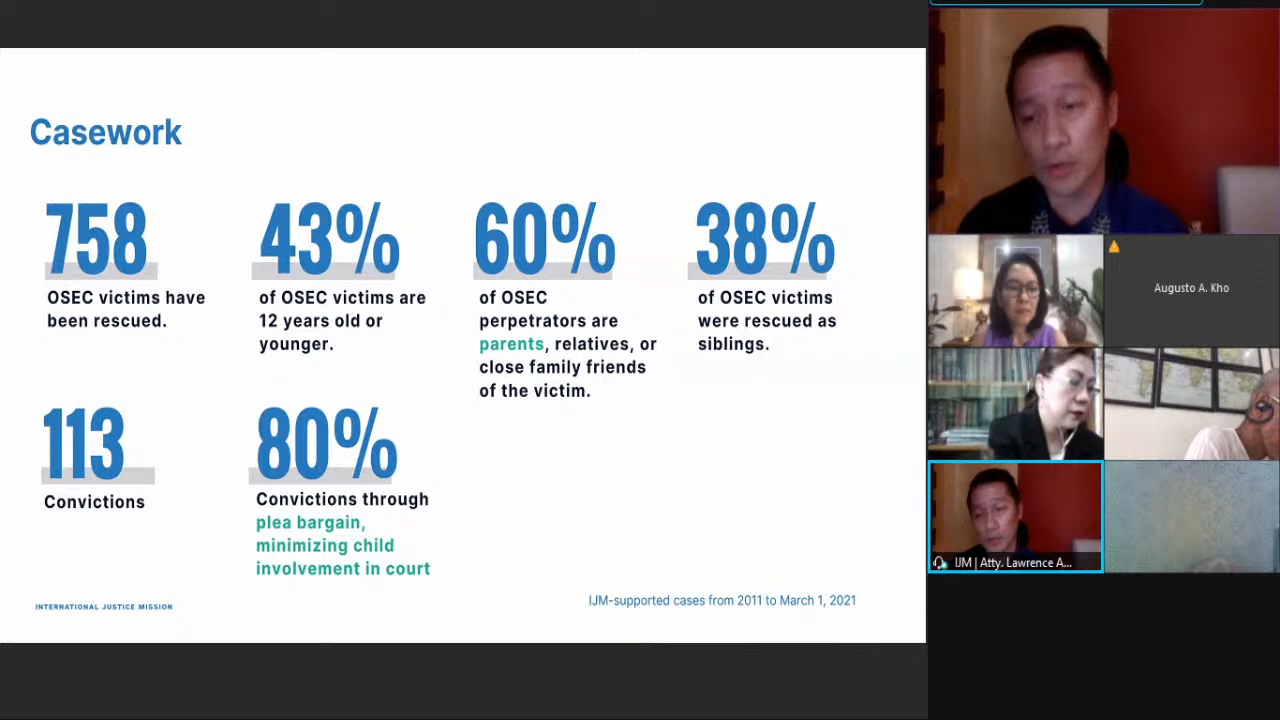 Casework
758
OSEC victims have
been rescued.
43%
of OSEC victims are
12 years old or
younger.
60%
of OSEC
perpetrators are
parents, relatives, or
close family friends
of the victim.
38%
of OSEC victims
were rescued as
siblings.
113
Convictions
80%
Convictions through
plea bargain,
minimizing child
involvement in court
INTERNATIONAL JUSTICE MISSION
IJM-supported cases from 2011 to March 1, 2021
Augusto A. Kho
IJM | Atty. Lawrence A...